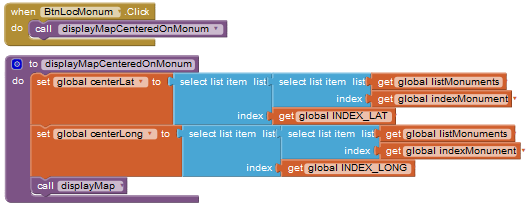 when BtnLocMonum .Click
do call displayMapCenteredOnMonum
to displayMapCenteredOnMonum
do set global centerLat to select list item list select list item list get global listMonuments
index get global indexMonument
index get global INDEX_LAT
set global centerLong to select list item list select list item list get global listMonuments
index get global indexMonument
index get global INDEX_LONG
call displayMap